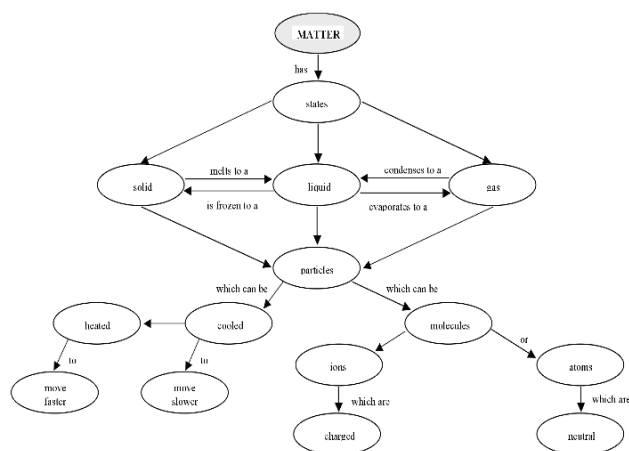 MATTER
has
states
melts to a
condenses to a
solid
liquid
gas
is frozen to a
evaporates to a
particles
which can be
which can be
heated
cooled
molecules
or
to
to
ions
atoms
move
faster
move
slower
which are
which are
charged
neutral